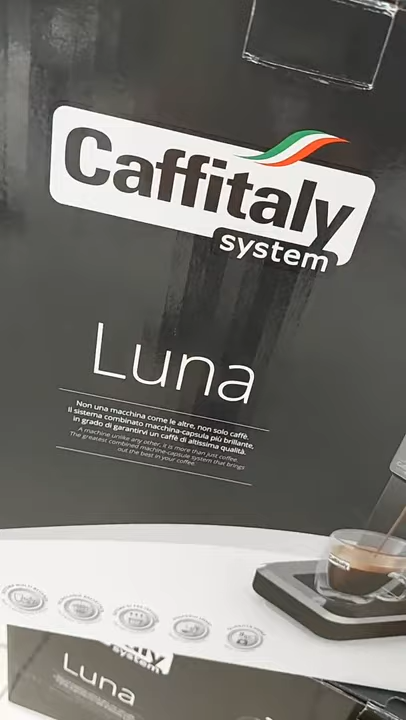 Caffitaly
system
Luna
Non una macchina come le altre, non solo caffè.
Il sistema combinato macchina-capsula più brillante,
in grado di garantirvi un caffè di altissima qualità.
A machine unlike any other, it is more than just coffee.
The greatest combined machine-capsule system that brings
out the best in your coffee.
system
Luna